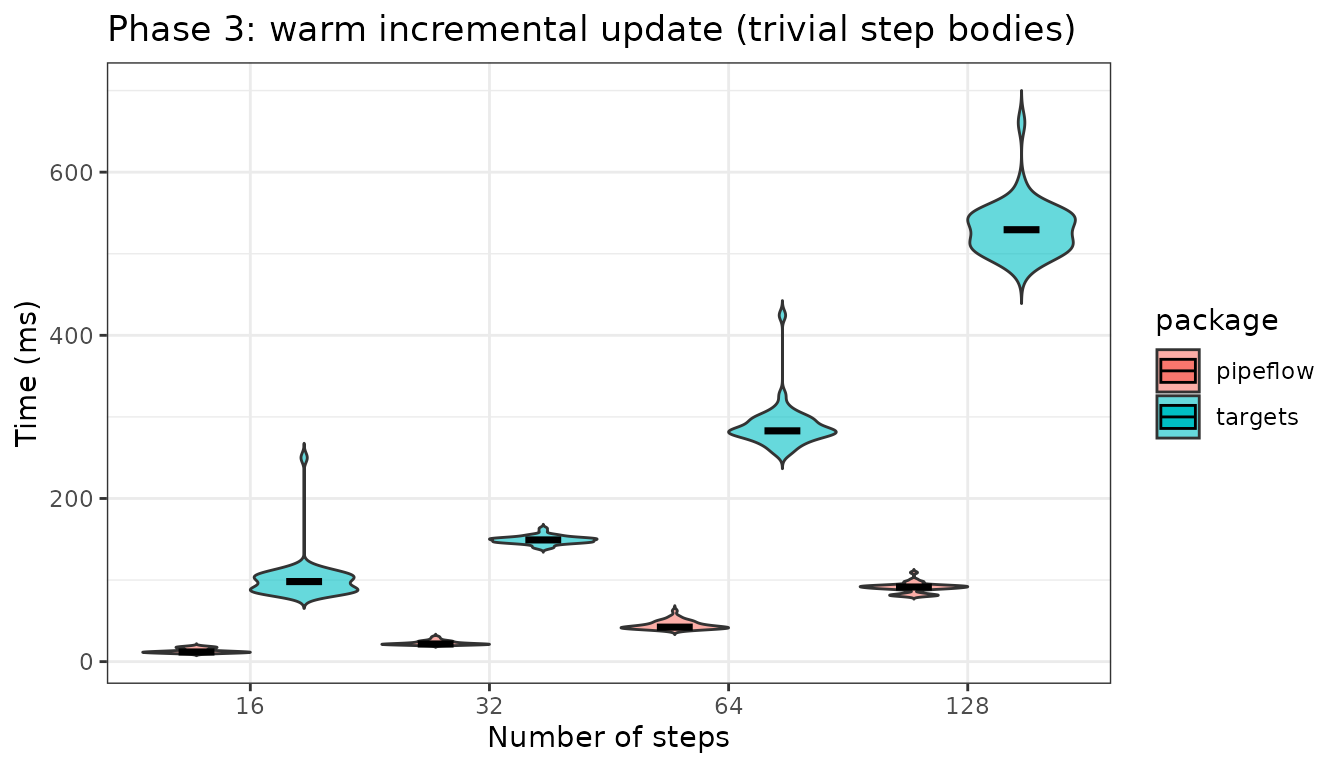 Phase 3: warm incremental update (trivial step bodies)
Time (ms)
600
400
200
0
16 32 64 128
Number of steps
package
pipeflow
targets